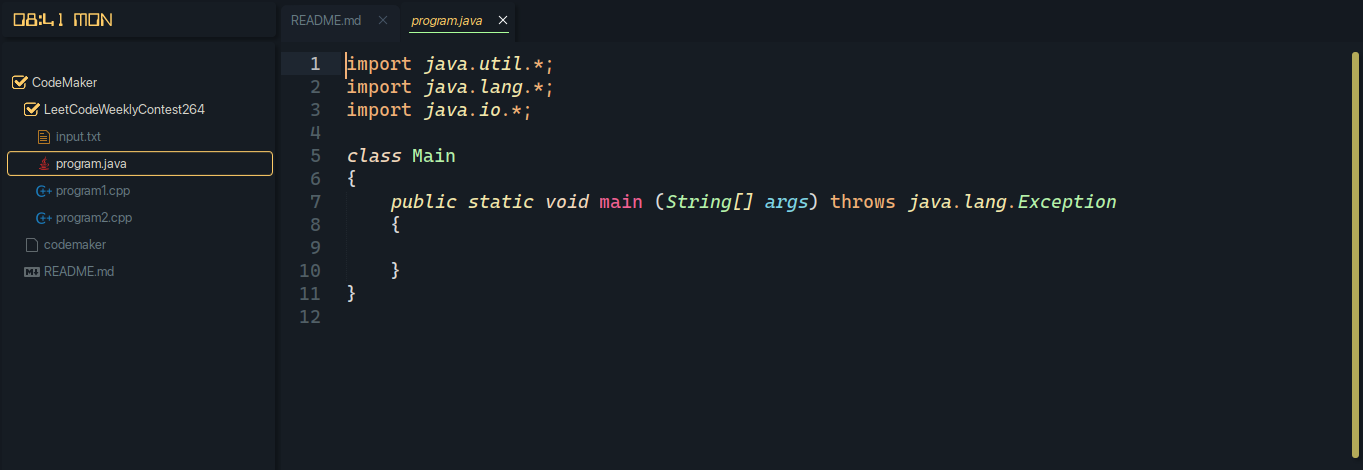 08:41 MON
README.md
program.java
CodeMaker
LeetCodeWeeklyContest264
input.txt
program.java
program1.cpp
program2.cpp
codemaker
README.md
1 import java.util.*;
2 import java.lang.*;
3 import java.io.*;
4
5 class Main
6 {
7 public static void main (String[] args) throws java.lang.Exception
8 {
9
10 }
11 }
12